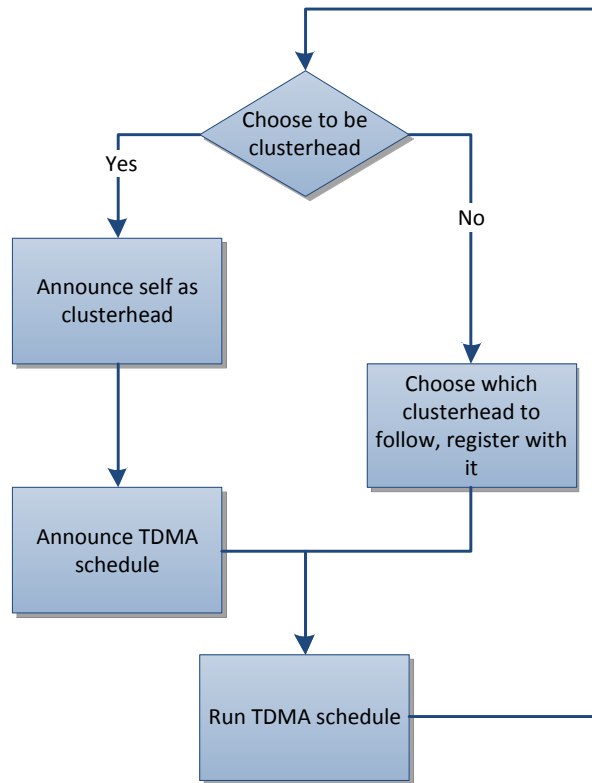 Choose to be
clusterhead
Yes
No
Announce self as
clusterhead
Choose which
clusterhead to
follow, register with
it
Announce TDMA
schedule
Run TDMA schedule